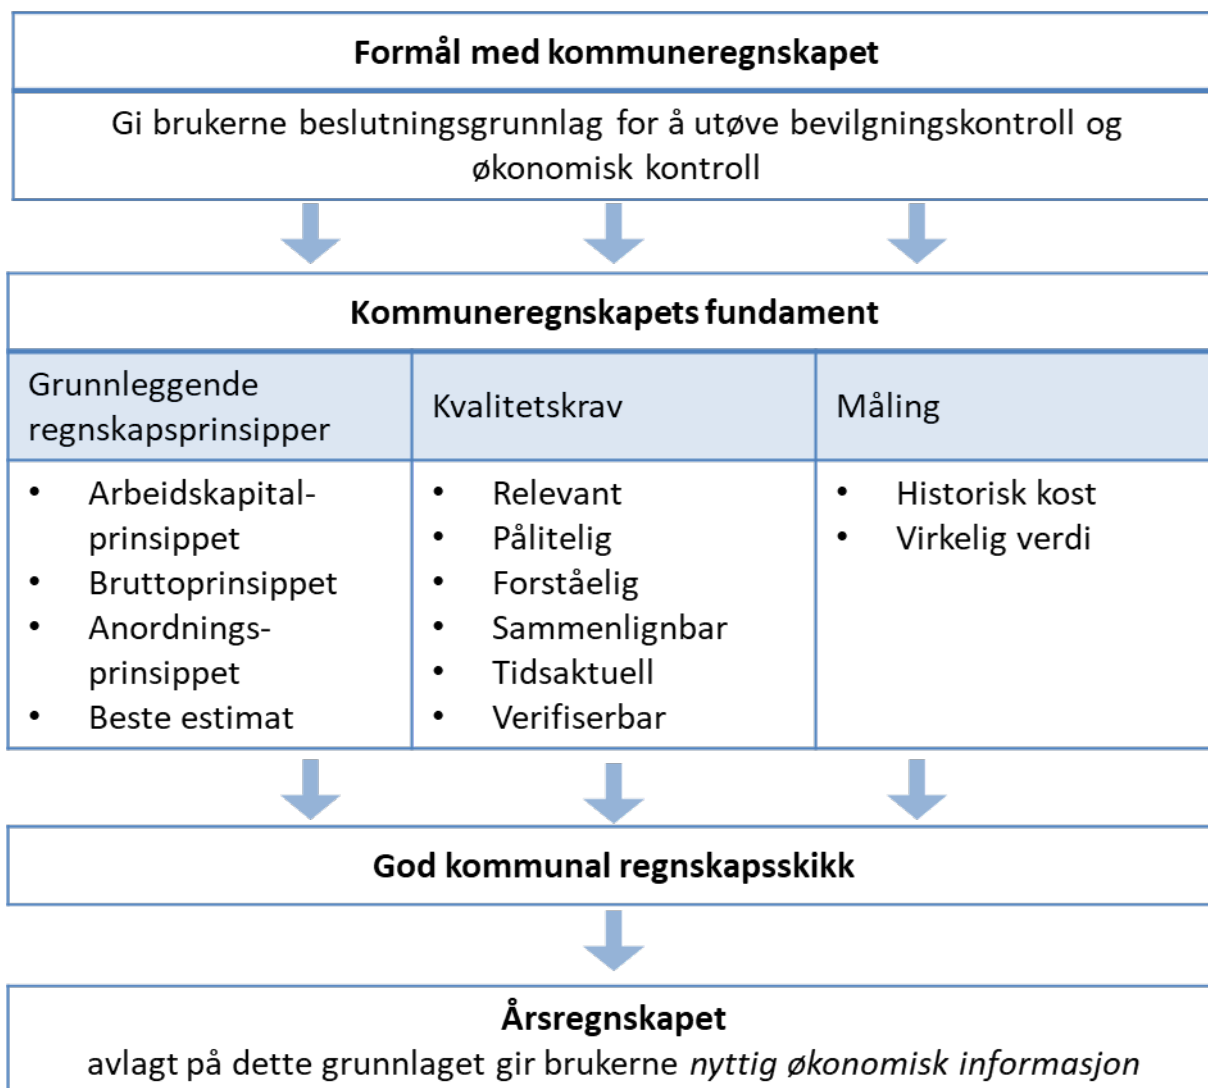 Formål med kommuneregnskapet
Gi brukerne beslutningsgrunnlag for å utøve bevilgningskontroll og
økonomisk kontroll
Kommuneregnskapets fundament
Grunnleggende
regnskapsprinsipper
• Arbeidskapital-
prinsippet
• Bruttoprinsippet
• Anordnings-
prinsippet
• Beste estimat
Kvalitetskrav
• Relevant
• Pålitelig
• Forståelig
• Sammenlignbar
• Tidsaktuell
• Verifiserbar
Måling
• Historisk kost
• Virkelig verdi
God kommunal regnskapsskikk
Årsregnskapet
avlagt på dette grunnlaget gir brukerne nyttig økonomisk informasjon